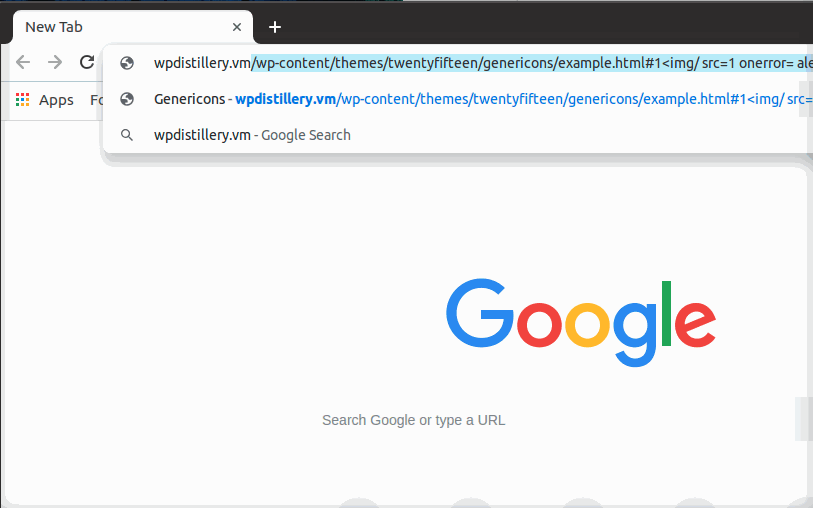 New Tab
wpdistillery.vm/wp-content/themes/twentyfifteen/genericons/example.html#1<img/ src=1 onerror= ale
Genericons - wpdistillery.vm/wp-content/themes/twentyfifteen/genericons/example.html#1<img/ src=
Apps
wpdistillery.vm - Google Search
Google
Search Google or type a URL